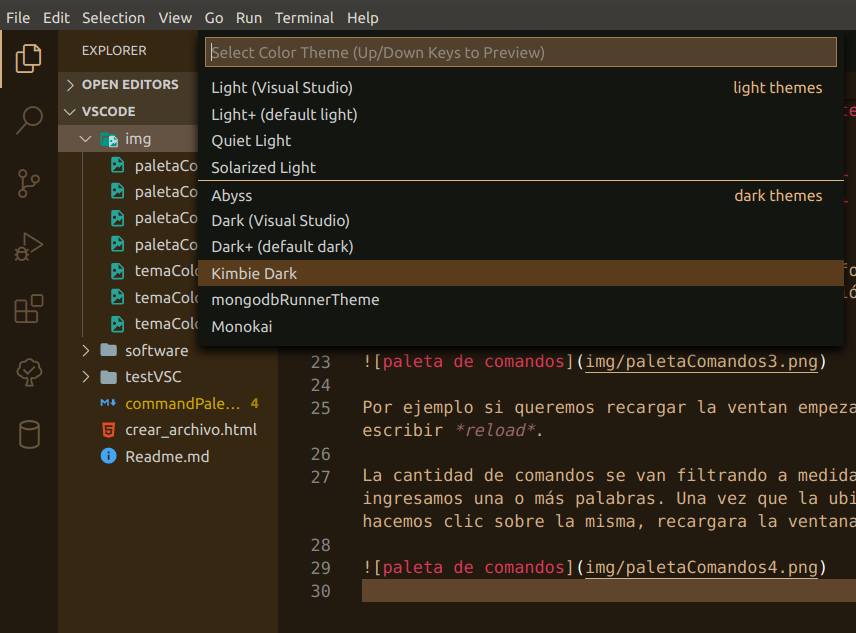 File Edit Selection View Go Run Terminal Help
EXPLORER
OPEN EDITORS
VSCODE
img
paletaCo
paletaCo
paletaCo
paletaCo
temaColo
temaColo
temaColo
software
testVSC
commandPale... 4
crear_archivo.html
Readme.md
Select Color Theme (Up/Down Keys to Preview)
Light (Visual Studio) light themes
Light+ (default light)
Quiet Light
Solarized Light
Abyss dark themes
Dark (Visual Studio)
Dark+ (default dark)
Kimbie Dark
mongodbRunnerTheme
Monokai
23 ![paleta de comandos](img/paletaComandos3.png)
24
25 Por ejemplo si queremos recargar la ventan empeza
escribir *reload*.
26
27 La cantidad de comandos se van filtrando a medida
ingresamos una o más palabras. Una vez que la ubi
hacemos clic sobre la misma, recargara la ventana
28
29 ![paleta de comandos](img/paletaComandos4.png)
30